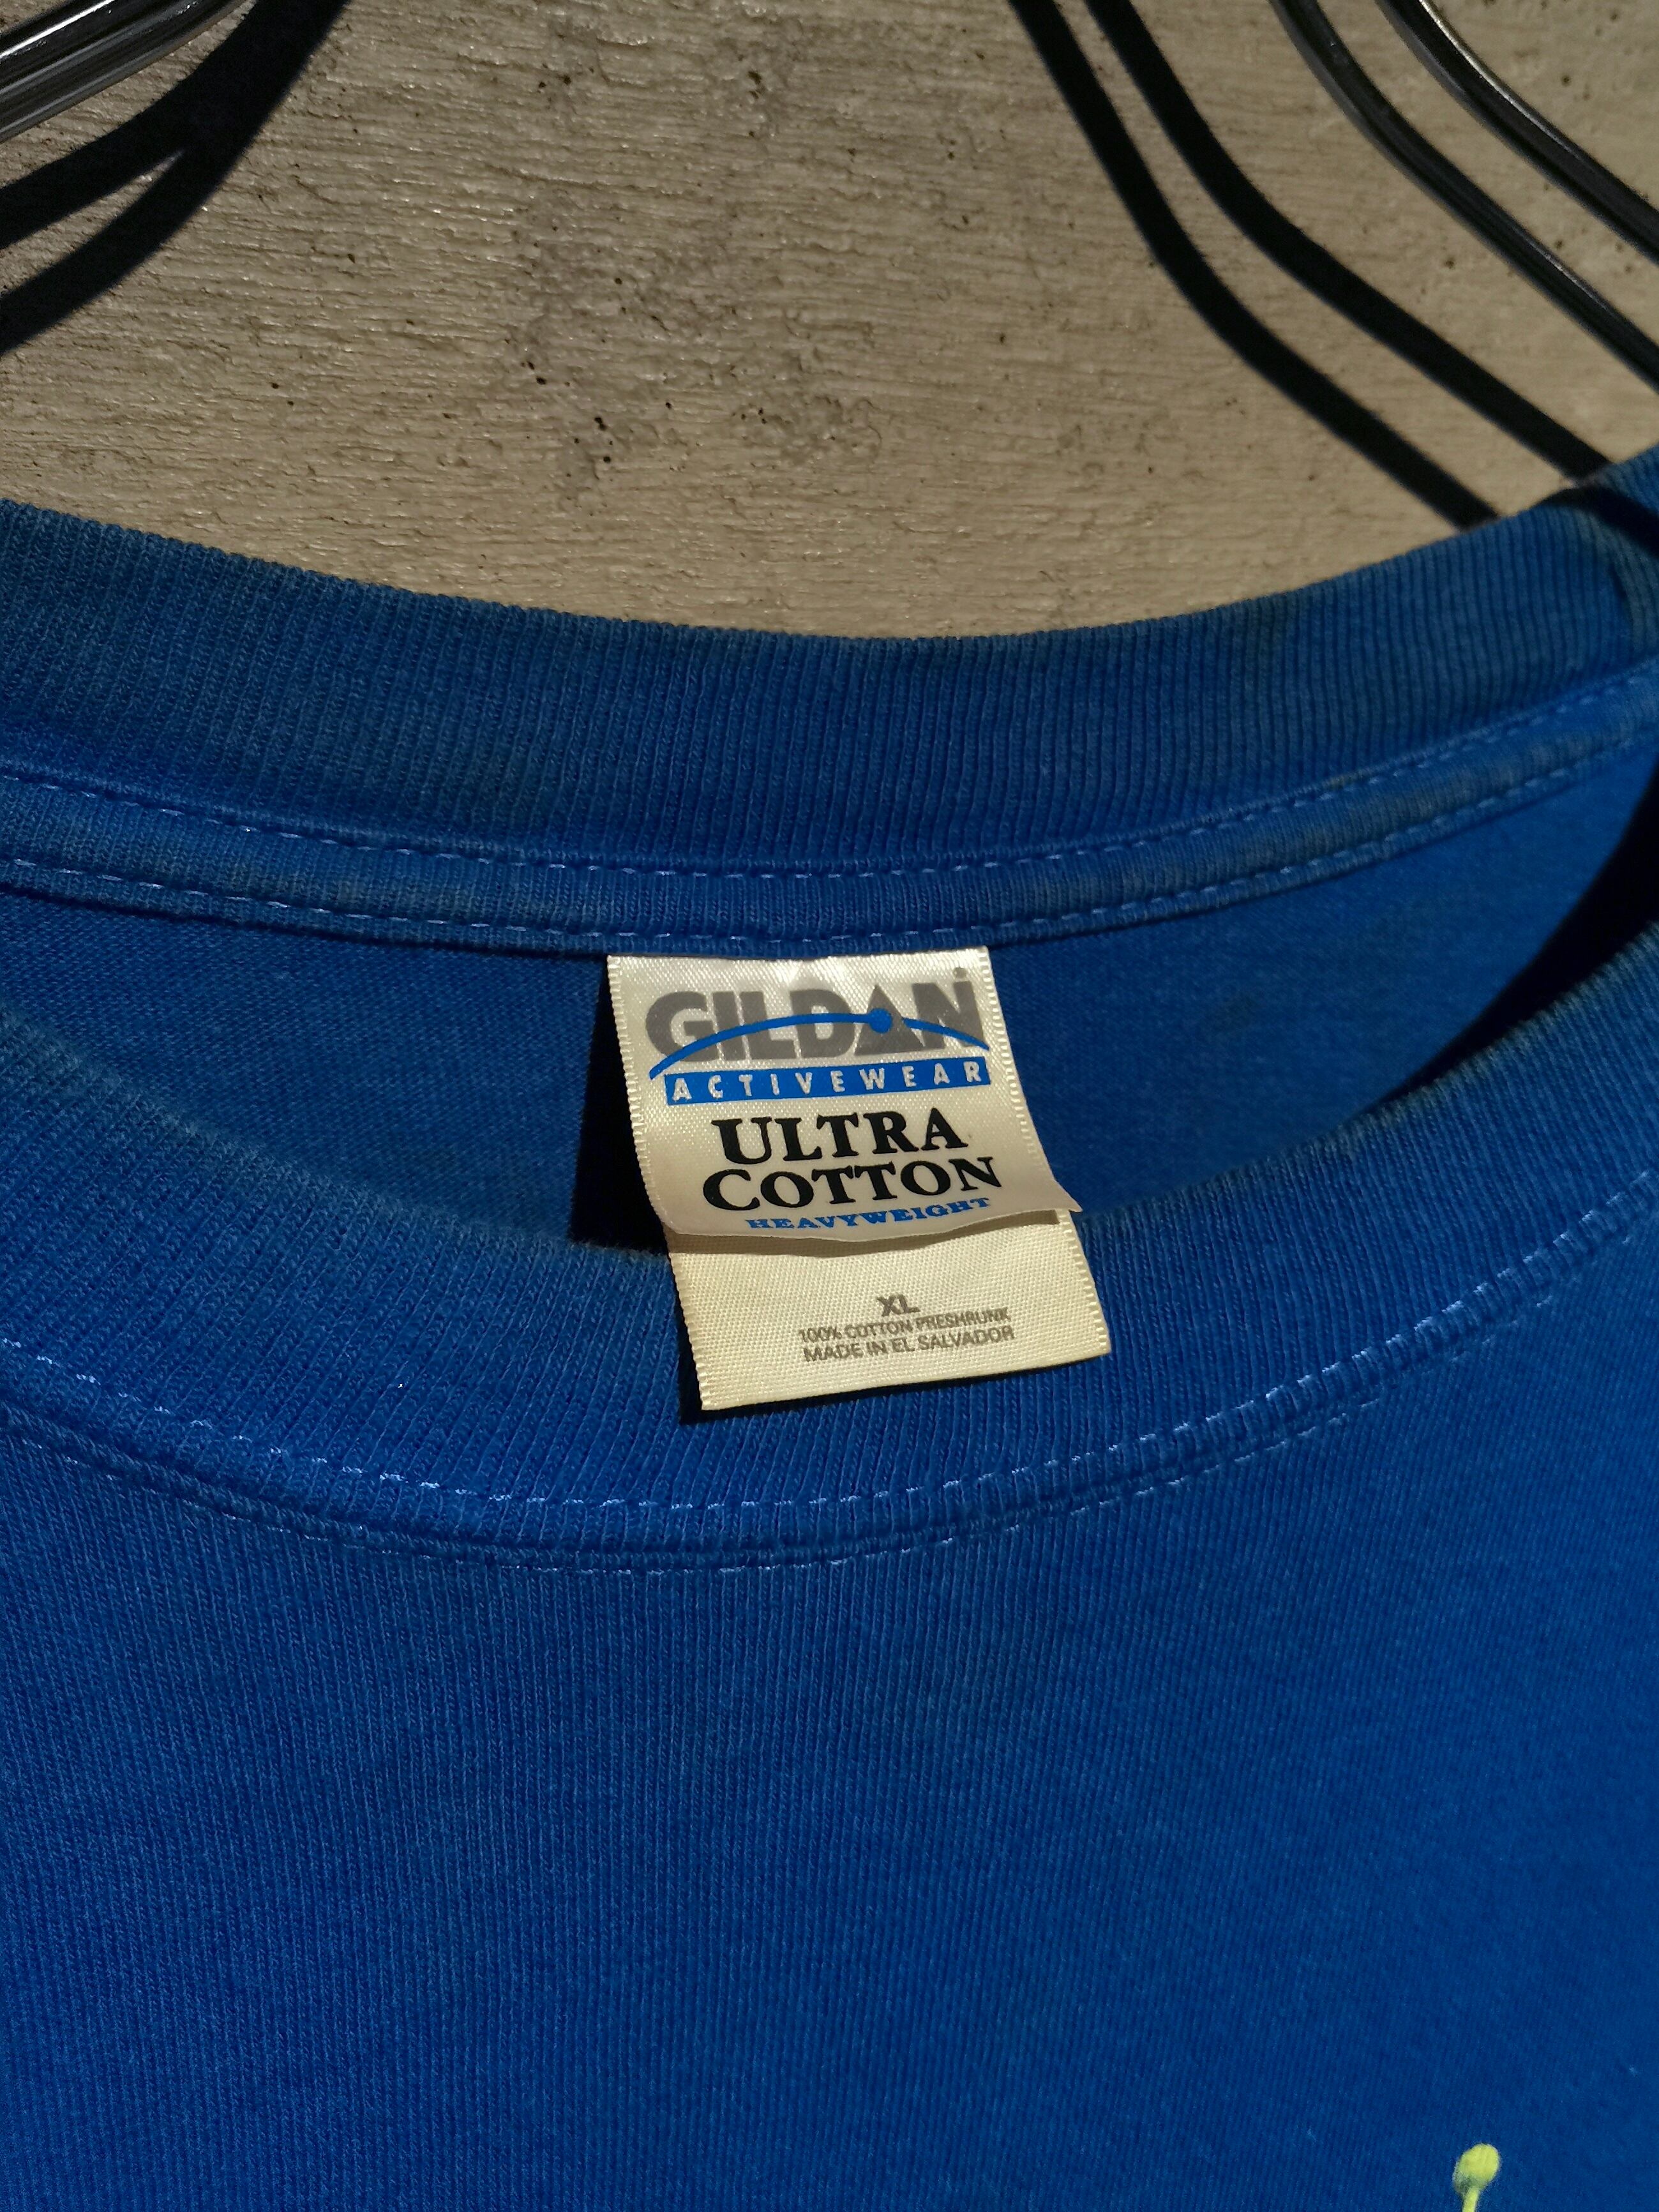 GILDAN®
ACTIVEWEAR
ULTRA
COTTON
HEAVYWEIGHT
XL
100% COTTON PRESHRUNK
MADE IN EL SALVADOR